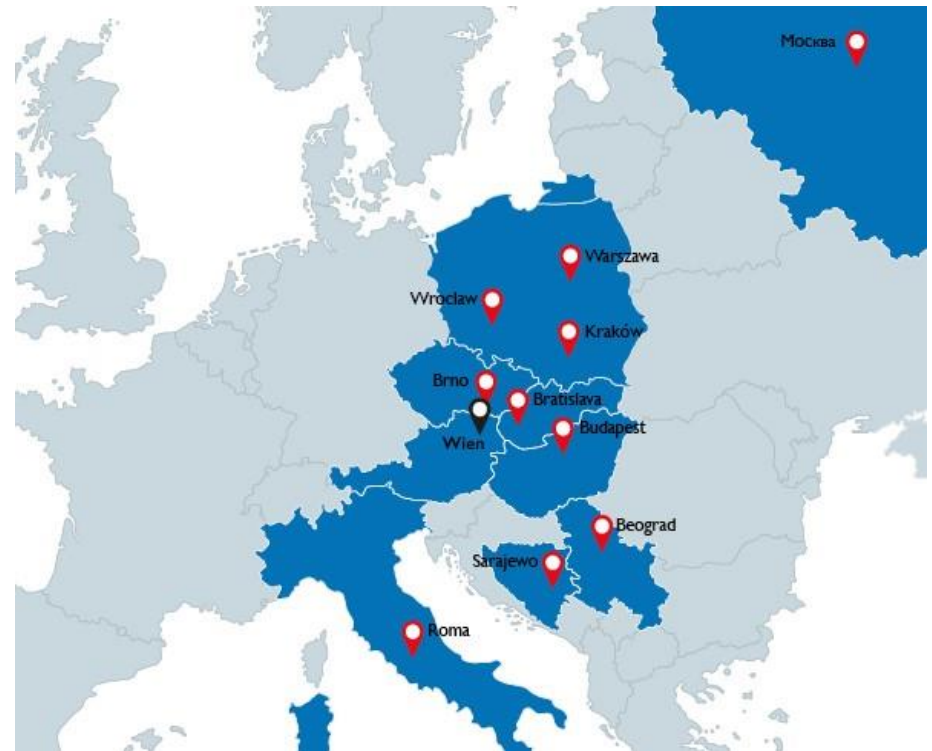 Москва
Warszawa
Wroclaw
Kraków
Brno
Bratislava
Budapest
Wien
Beograd
Sarajewo
Roma